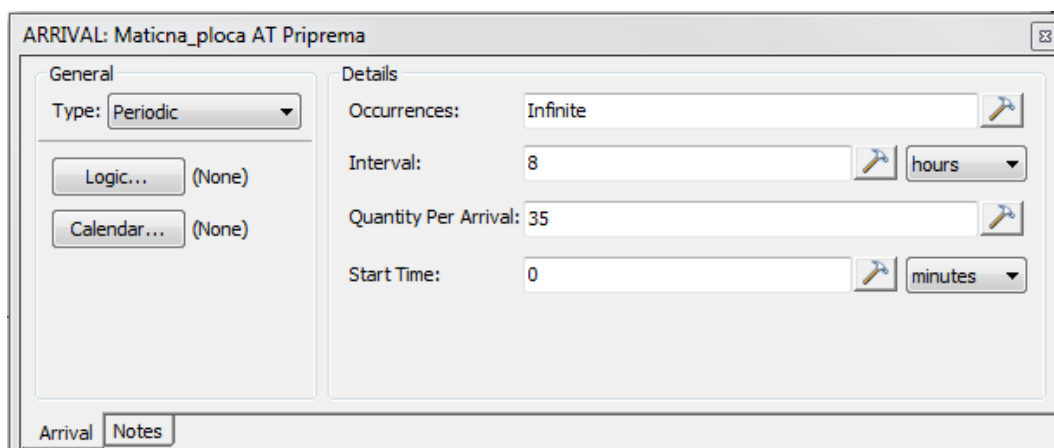 ARRIVAL: Maticna_ploca AT Priprema
General
Type: Periodic
Logic... (None)
Calendar... (None)
Details
Occurrences: Infinite
Interval: 8 hours
Quantity Per Arrival: 35
Start Time: 0 minutes
Arrival Notes